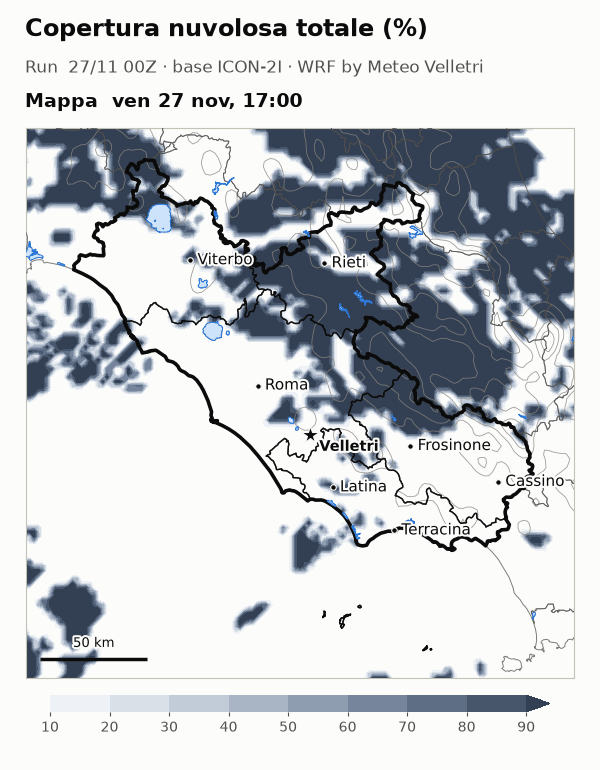 Copertura nuvolosa totale (%)
Run 27/11 00Z · base ICON-2I · WRF by Meteo Velletri
Mappa ven 27 nov, 17:00
Viterbo
Rieti
Roma
Velletri
Frosinone
Latina
Cassino
Terracina
50 km
10 20 30 40 50 60 70 80 90